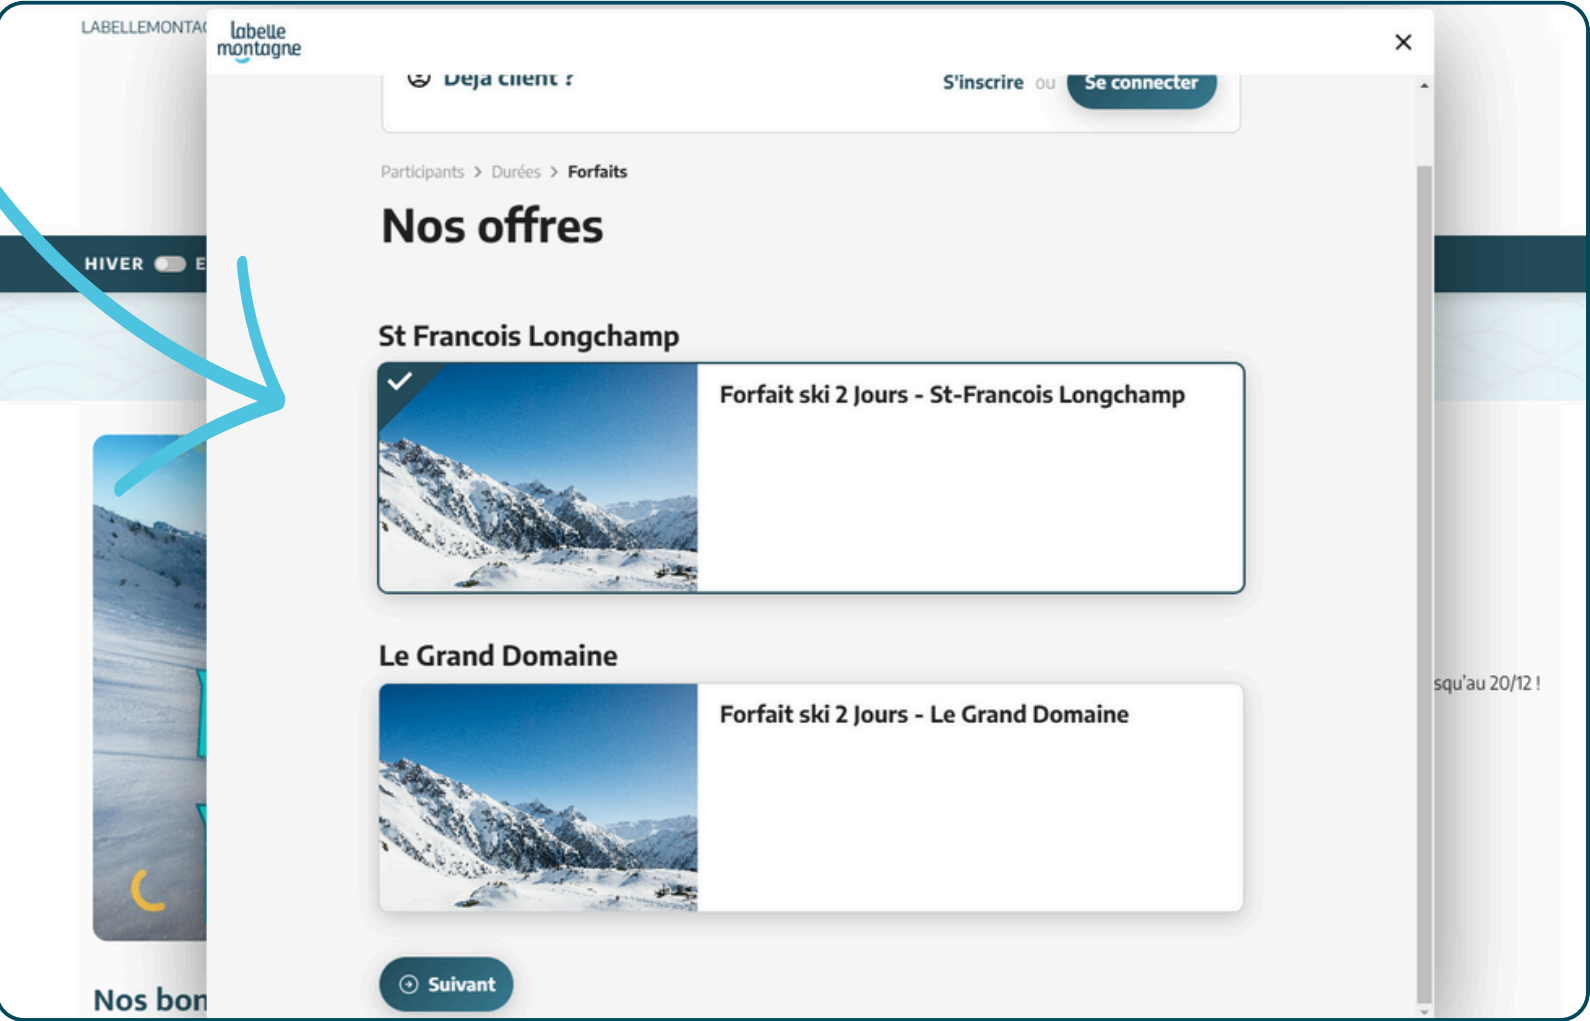 LABELLEMONTAG
labelle
montagne
Déjà client ?
S'inscrire ou Se connecter
Participants > Durées > Forfaits
Nos offres
HIVER E
St Francois Longchamp
Forfait ski 2 Jours - St-Francois Longchamp
Le Grand Domaine
squ'au 20/12 !
Forfait ski 2 Jours - Le Grand Domaine
Suivant
Nos bon